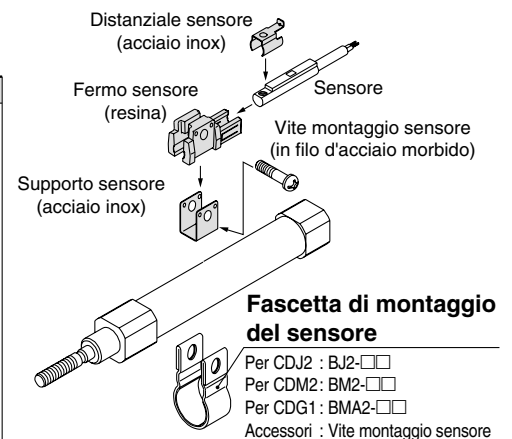 Distanziale sensore
(acciaio inox)
Fermo sensore
(resina)
Sensore
Vite montaggio sensore
(in filo d'acciaio morbido)
Supporto sensore
(acciaio inox)
Fascetta di montaggio
del sensore
Per CDJ2 : BJ2-□□
Per CDM2 : BM2-□□
Per CDG1 : BMA2-□□
Accessori : Vite montaggio sensore